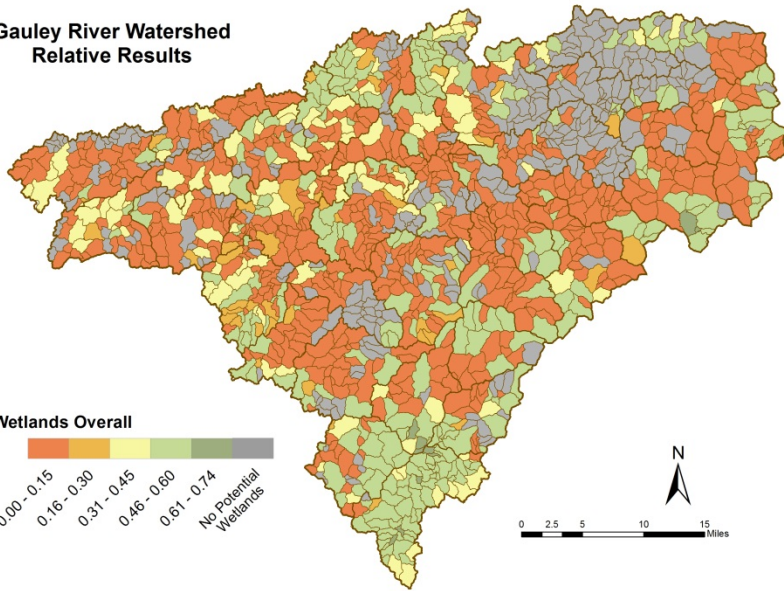 Gauley River Watershed
Relative Results
Wetlands Overall
0.00 - 0.15
0.16 - 0.30
0.31 - 0.45
0.46 - 0.60
0.61 - 0.74
No Potential
Wetlands
N
0 2.5 5 10 15
Miles